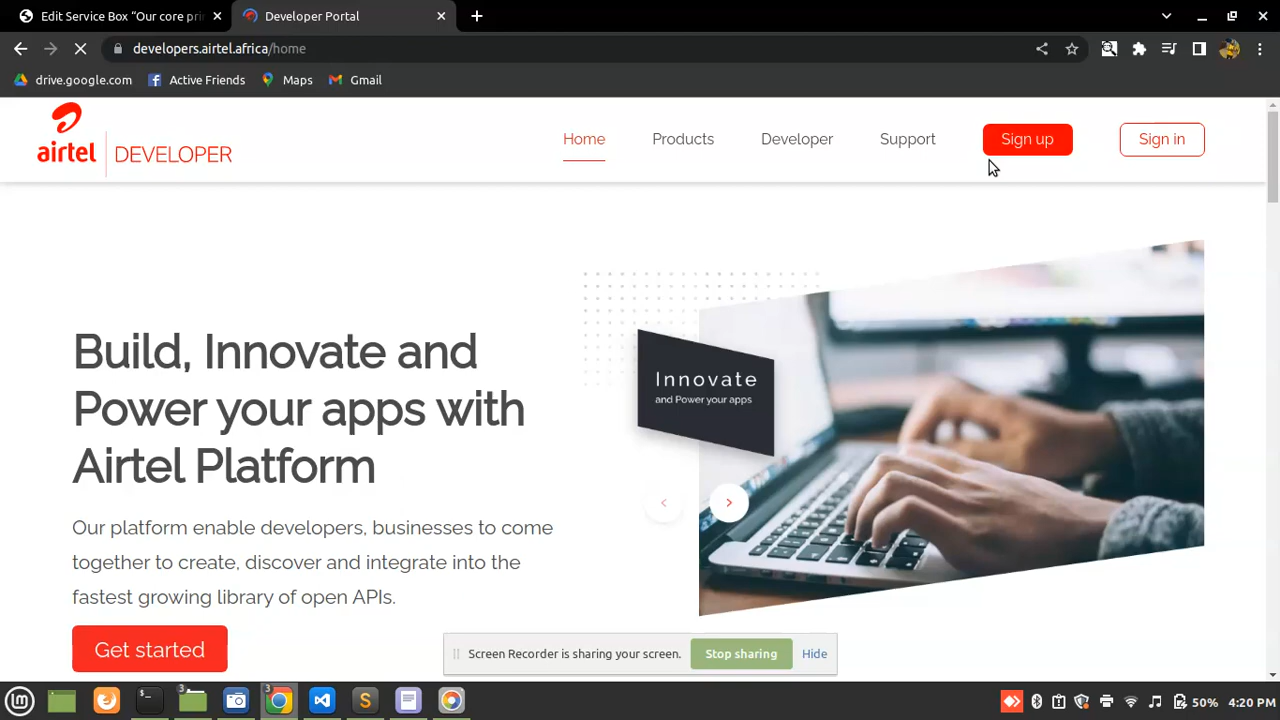 Edit Service Box “Our core pri
Developer Portal
developers.airtel.africa/home
drive.google.com
Active Friends
Maps
Gmail
airtel
DEVELOPER
Home
Products
Developer
Support
Sign up
Sign in
Build, Innovate and
Power your apps with
Airtel Platform
Innovate
and Power your apps
Our platform enable developers, businesses to come
together to create, discover and integrate into the
fastest growing library of open APIs.
Get started
Screen Recorder is sharing your screen.
Stop sharing
Hide
3
3
50%
4:20 PM